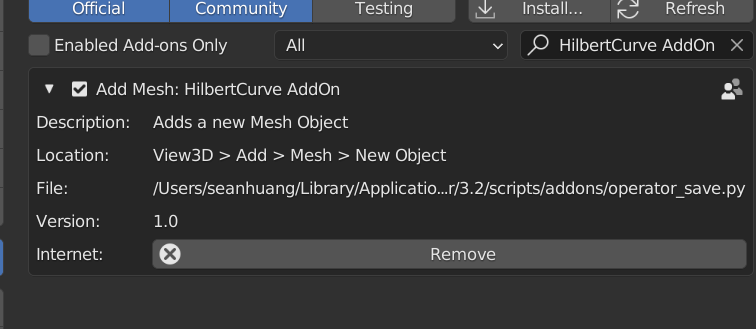 Official Community Testing Install... Refresh
Enabled Add-ons Only All HilbertCurve AddOn
Add Mesh: HilbertCurve AddOn
Description: Adds a new Mesh Object
Location: View3D > Add > Mesh > New Object
File: /Users/seanhuang/Library/Applicatio...r/3.2/scripts/addons/operator_save.py
Version: 1.0
Internet: Remove